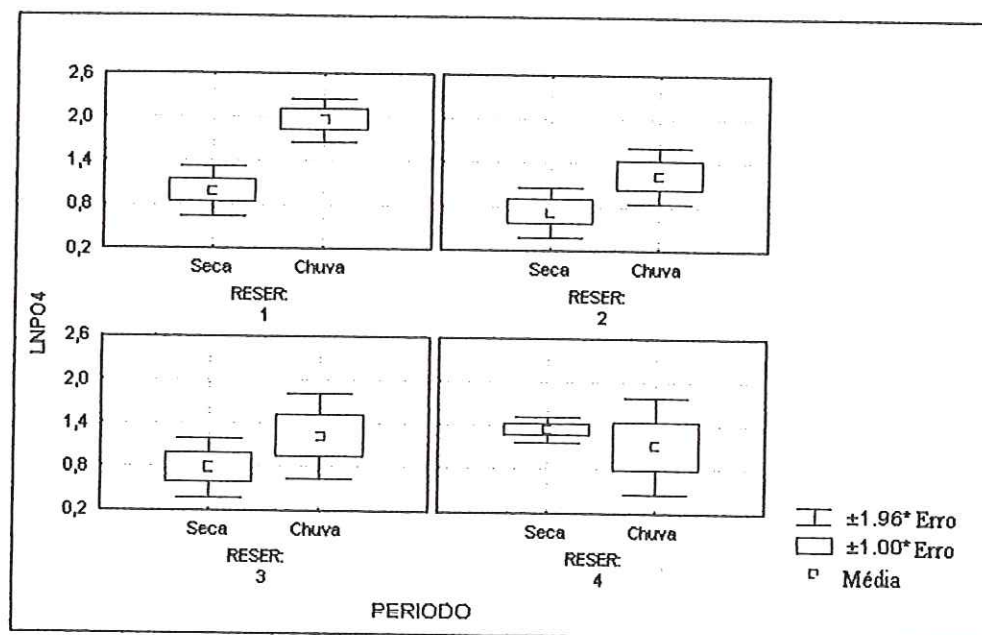 2,6
2,0
1,4
0,8
0,2
Seca Chuva
RESER:
1
Seca Chuva
RESER:
2
LNPO4
2,6
2,0
1,4
0,8
0,2
Seca Chuva
RESER:
3
Seca Chuva
RESER:
4
PERIODO
±1.96* Erro
±1.00* Erro
Média